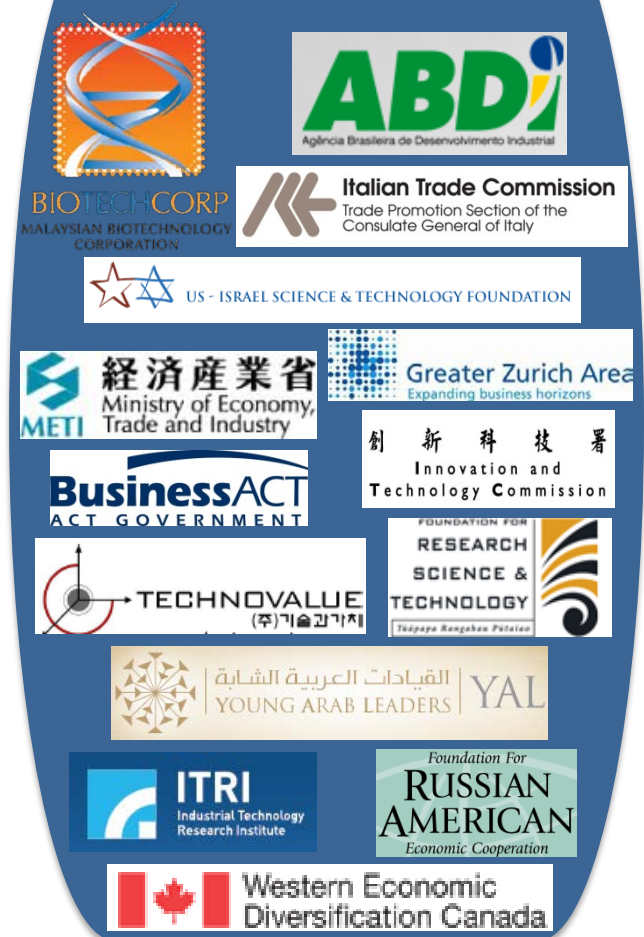 BIOTECHCORP
MALAYSIAN BIOTECHNOLOGY
CORPORATION
ABDi
Agência Brasileira de Desenvolvimento Industrial
Italian Trade Commission
Trade Promotion Section of the
Consulate General of Italy
US - ISRAEL SCIENCE & TECHNOLOGY FOUNDATION
経済産業省
Ministry of Economy,
Trade and Industry
METI
Greater Zurich Area
Expanding business horizons
創新科技署
Innovation and
Technology Commission
BusinessACT
ACT GOVERNMENT
FOUNDATION FOR
RESEARCH
SCIENCE &
TECHNOLOGY
Tūāpapa Rangahau Pūtaiao
TECHNOVALUE
(주)기술과가치
القيادات العربية الشابة
YOUNG ARAB LEADERS
YAL
ITRI
Industrial Technology
Research Institute
Foundation For
RUSSIAN
AMERICAN
Economic Cooperation
Western Economic
Diversification Canada